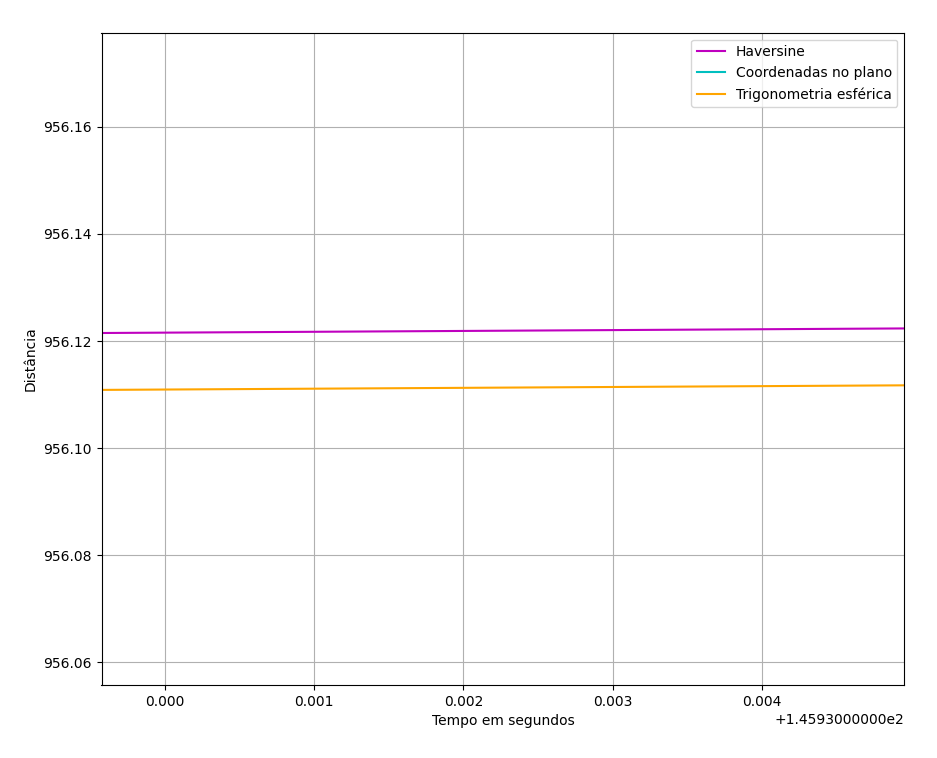 Haversine
Coordenadas no plano
Trigonometria esférica
956.16
956.14
956.12
956.10
956.08
956.06
Distância
0.000 0.001 0.002 0.003 0.004
Tempo em segundos
+1.4593000000e2